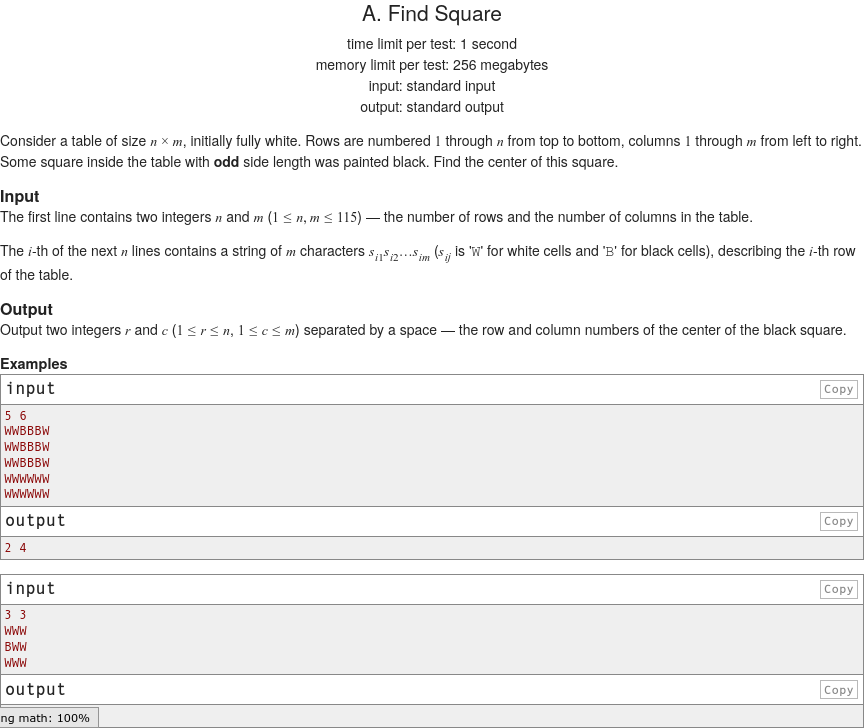 A. Find Square
time limit per test: 1 second
memory limit per test: 256 megabytes
input: standard input
output: standard output
Consider a table of size n × m, initially fully white. Rows are numbered 1 through n from top to bottom, columns 1 through m from left to right.
Some square inside the table with odd side length was painted black. Find the center of this square.
Input
The first line contains two integers n and m (1 ≤ n, m ≤ 115) — the number of rows and the number of columns in the table.
The i-th of the next n lines contains a string of m characters s_{i1}s_{i2}…s_{im} (s_{ij} is 'W' for white cells and 'B' for black cells), describing the i-th row
of the table.
Output
Output two integers r and c (1 ≤ r ≤ n, 1 ≤ c ≤ m) separated by a space — the row and column numbers of the center of the black square.
Examples
input Copy
5 6
WWBBBW
WWBBBW
WWBBBW
WWWWWW
WWWWWW
output Copy
2 4
input Copy
3 3
WWW
BWW
WWW
output Copy
ng math: 100%